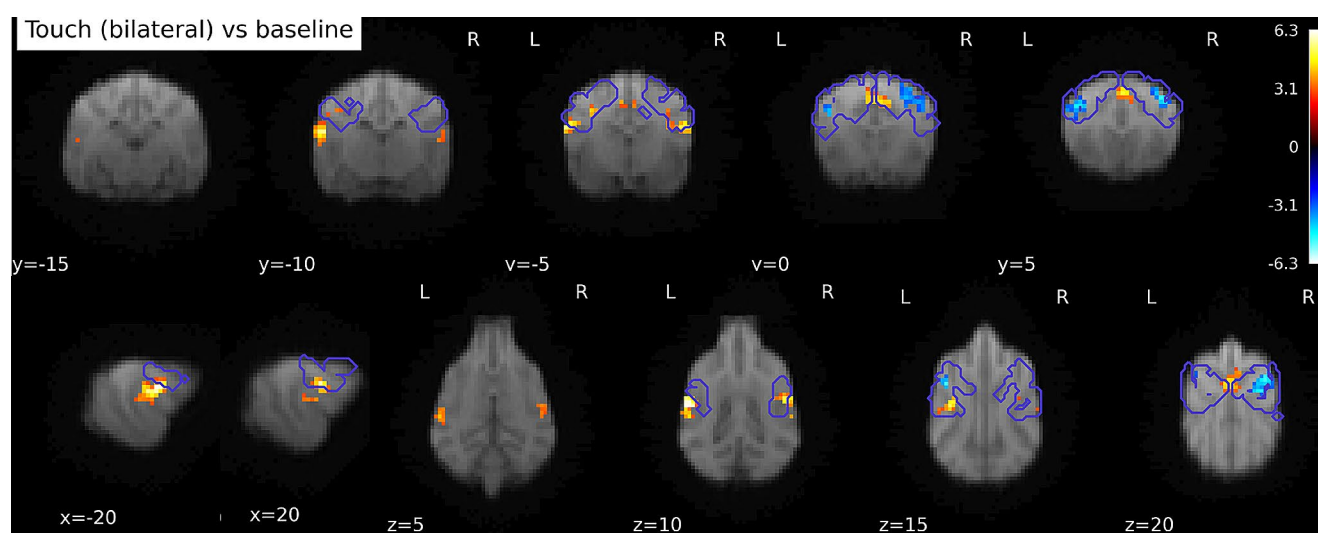 Touch (bilateral) vs baseline
R L R L R L R
6.3
3.1
0
-3.1
-6.3
y=-15 y=-10 v=-5 v=0 y=5
L R L R L R L R
x=-20 x=20 z=5 z=10 z=15 z=20